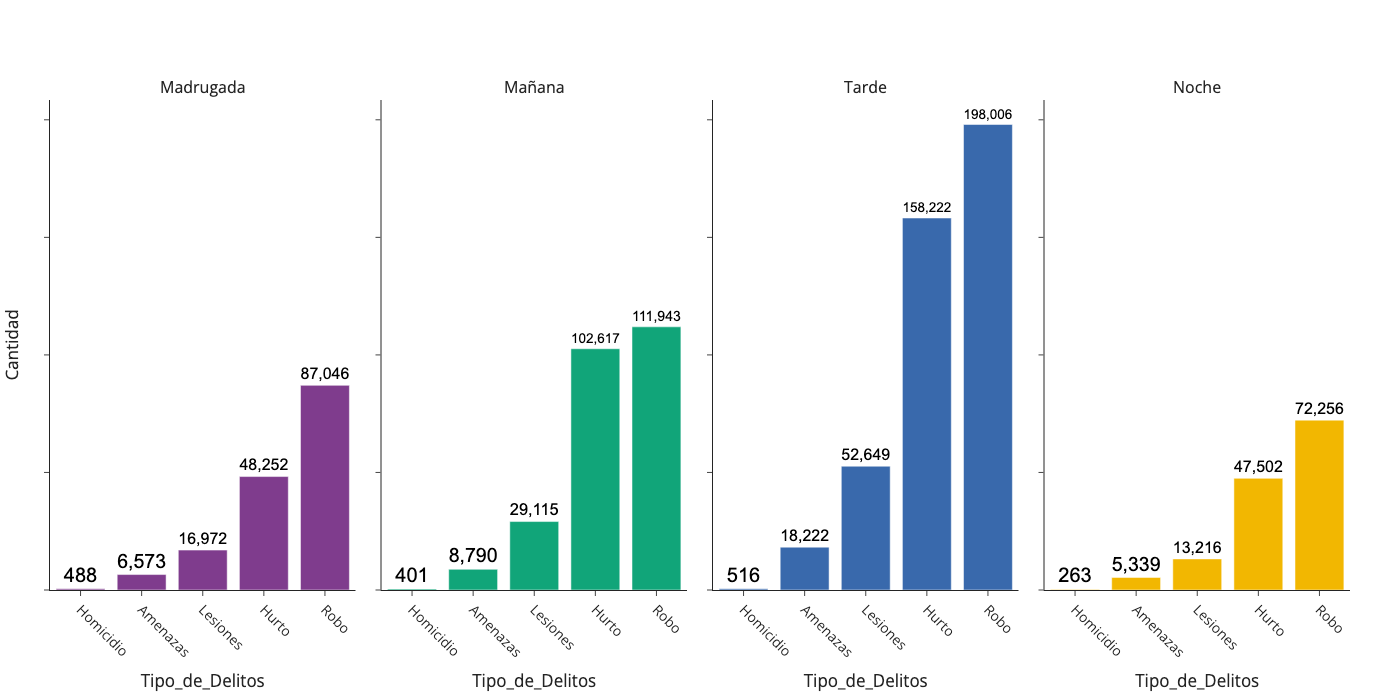 Madrugada
Mañana
Tarde
Noche
Cantidad
488
6,573
16,972
48,252
87,046
401
8,790
29,115
102,617
111,943
516
18,222
52,649
158,222
198,006
263
5,339
13,216
47,502
72,256
Homicidio
Amenazas
Lesiones
Hurto
Robo
Homicidio
Amenazas
Lesiones
Hurto
Robo
Homicidio
Amenazas
Lesiones
Hurto
Robo
Homicidio
Amenazas
Lesiones
Hurto
Robo
Tipo_de_Delitos
Tipo_de_Delitos
Tipo_de_Delitos
Tipo_de_Delitos